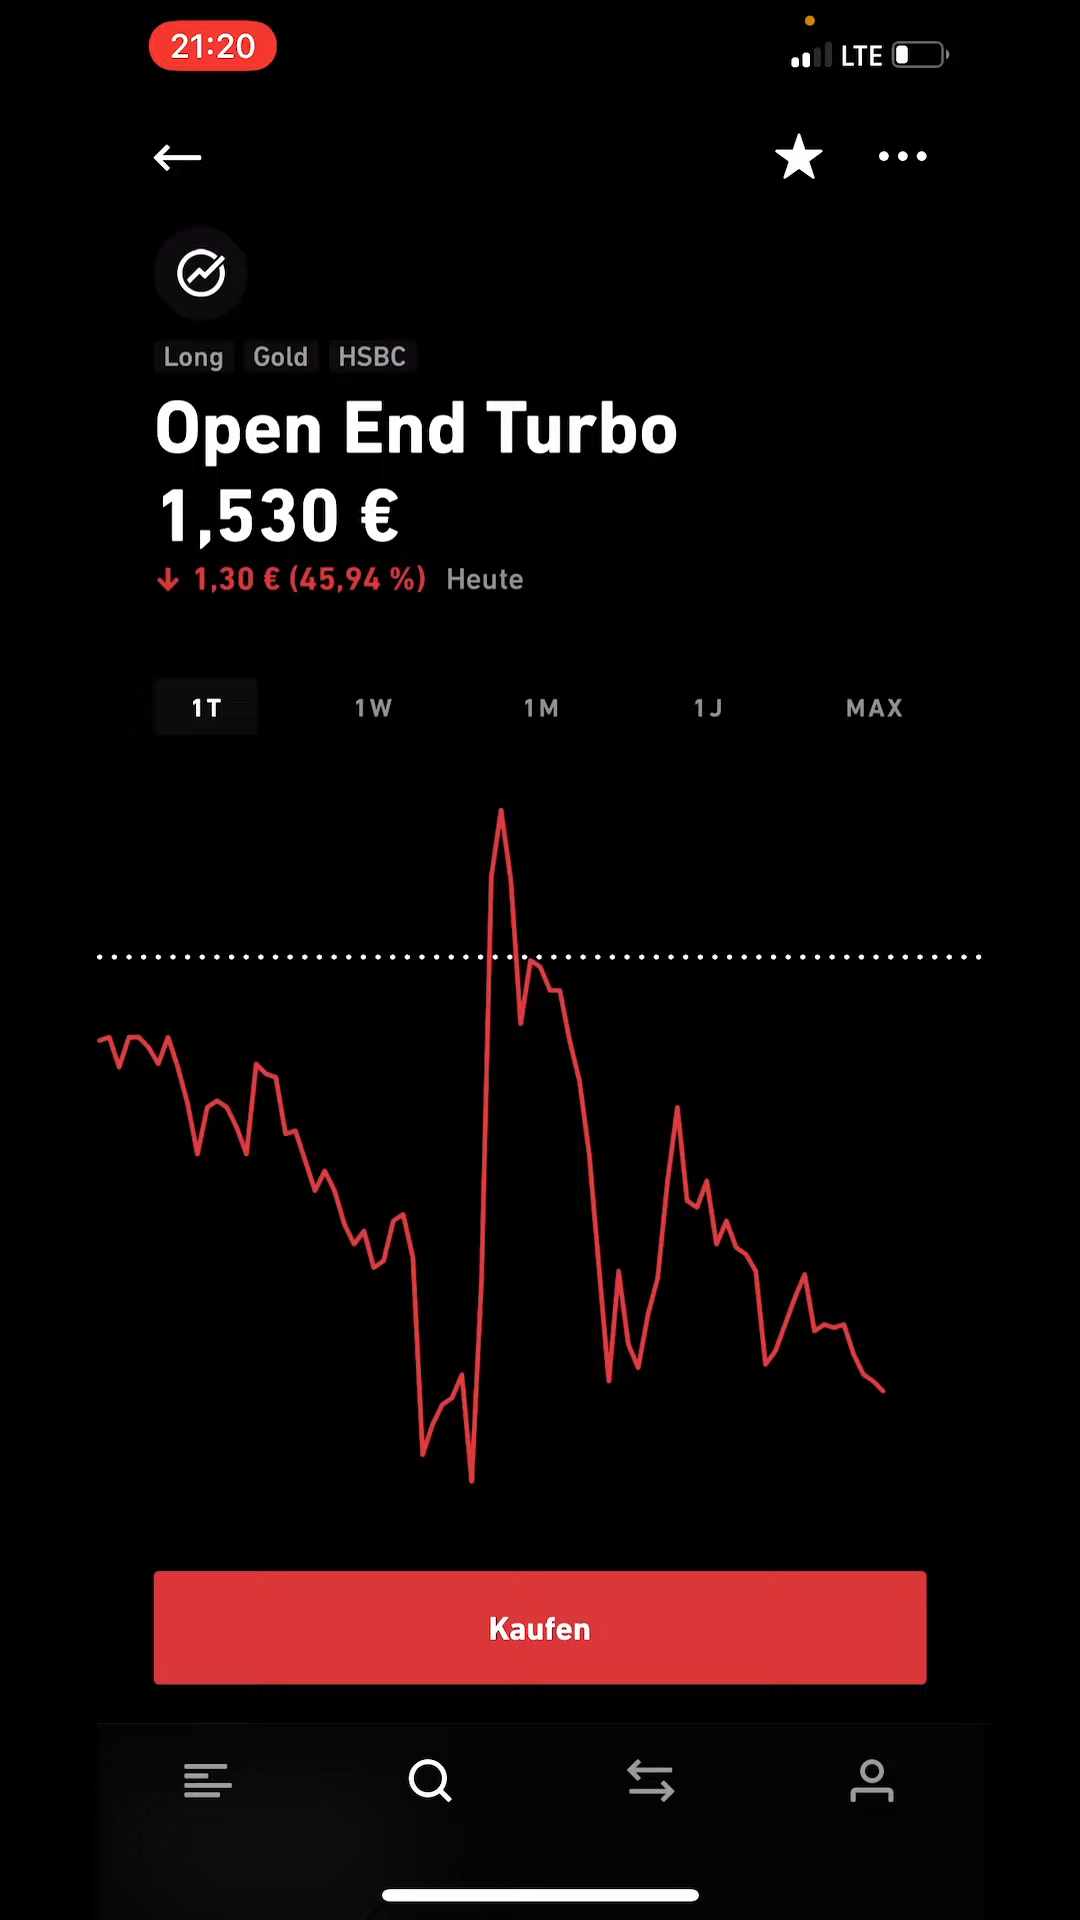 21:20 LTE
Long Gold HSBC
Open End Turbo
1,530 €
↓ 1,30 € (45,94 %) Heute
1T 1W 1M 1J MAX
Kaufen